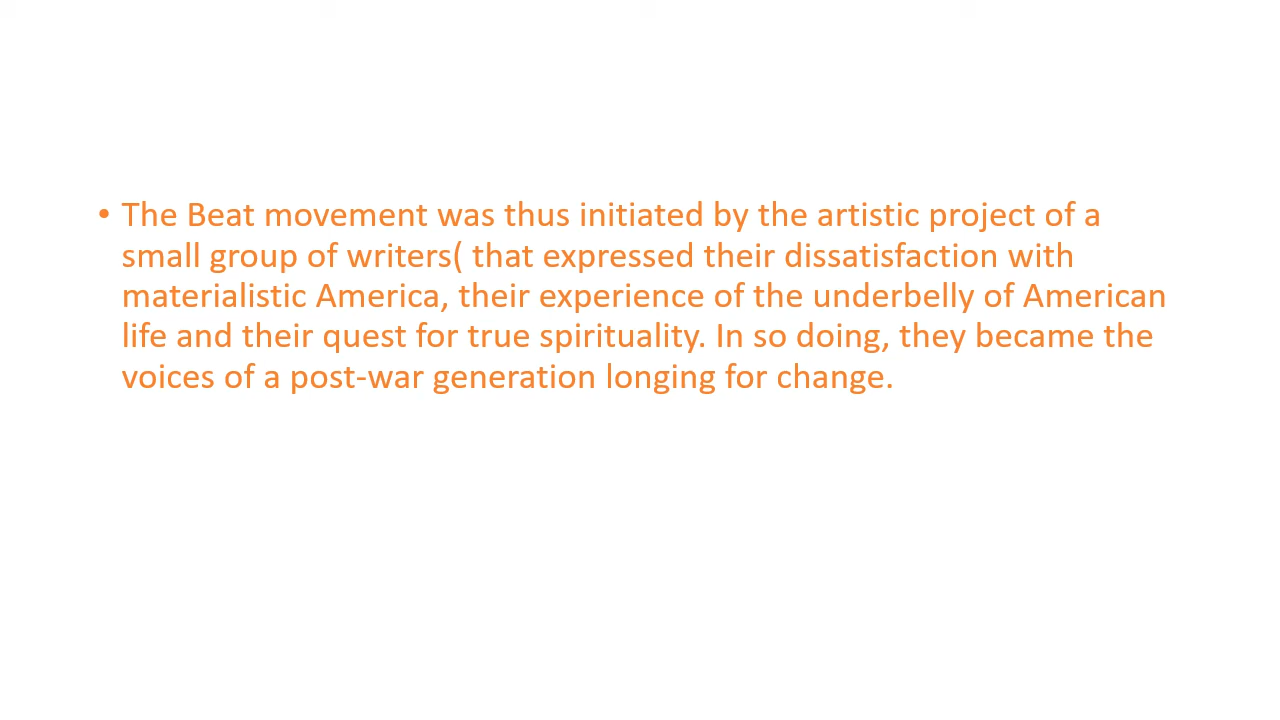 • The Beat movement was thus initiated by the artistic project of a
small group of writers( that expressed their dissatisfaction with
materialistic America, their experience of the underbelly of American
life and their quest for true spirituality. In so doing, they became the
voices of a post-war generation longing for change.